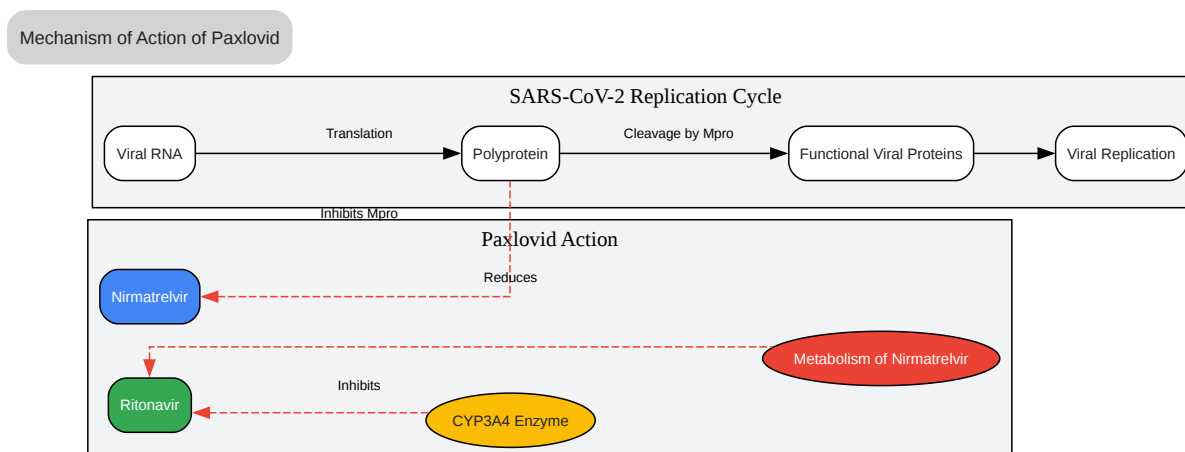 Mechanism of Action of Paxlovid
SARS-CoV-2 Replication Cycle
Viral RNA
Translation
Polyprotein
Cleavage by Mpro
Functional Viral Proteins
Viral Replication
Inhibits Mpro
Paxlovid Action
Reduces
Nirmatrelvir
Metabolism of Nirmatrelvir
Inhibits
Ritonavir
CYP3A4 Enzyme